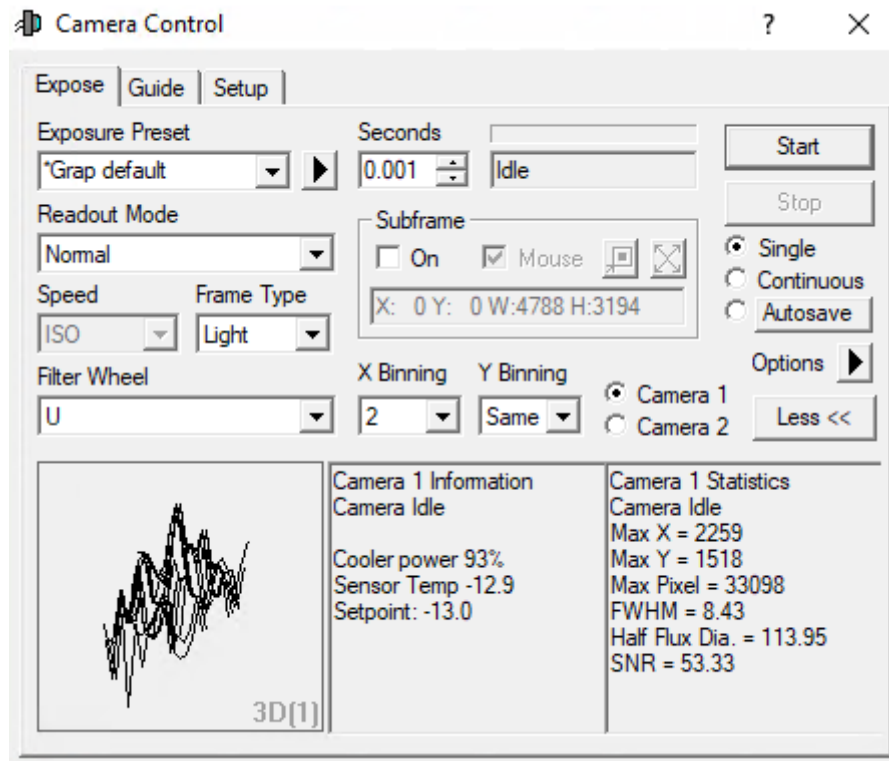 Camera Control ?
Expose Guide Setup
Exposure Preset
*Grap default
Seconds
0.001
Idle
Start
Stop
Readout Mode
Normal
Subframe
On Mouse
X: 0 Y: 0 W:4788 H:3194
Single
Continuous
Autosave
Speed
ISO
Frame Type
Light
Options
Filter Wheel
U
X Binning
2
Y Binning
Same
Camera 1
Camera 2
Less <<
3D(1)
Camera 1 Information
Camera Idle
Cooler power 93%
Sensor Temp -12.9
Setpoint: -13.0
Camera 1 Statistics
Camera Idle
Max X = 2259
Max Y = 1518
Max Pixel = 33098
FWHM = 8.43
Half Flux Dia. = 113.95
SNR = 53.33